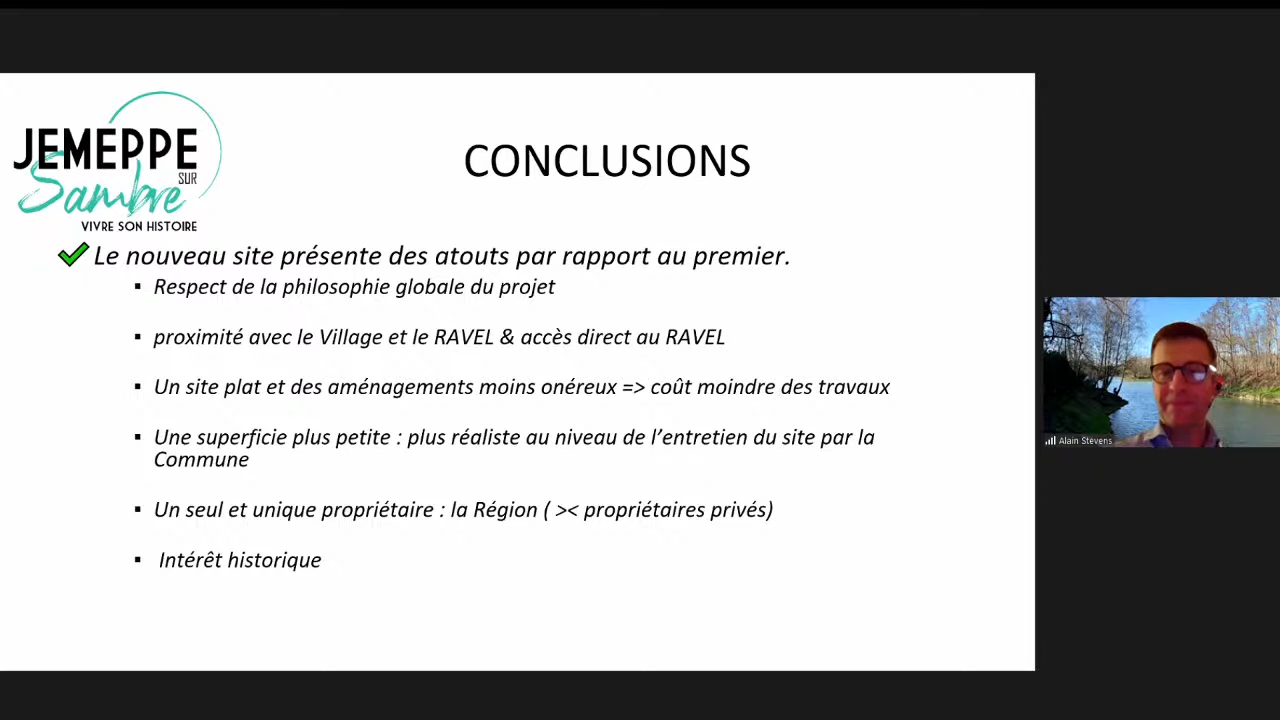 JEMEPPE
SUR
Sambre
VIVRE SON HISTOIRE
CONCLUSIONS
Le nouveau site présente des atouts par rapport au premier.
▪ Respect de la philosophie globale du projet
▪ proximité avec le Village et le RAVEL & accès direct au RAVEL
▪ Un site plat et des aménagements moins onéreux => coût moindre des travaux
▪ Une superficie plus petite : plus réaliste au niveau de l’entretien du site par la
Commune
▪ Un seul et unique propriétaire : la Région ( >< propriétaires privés)
▪ Intérêt historique
Alain Stevens